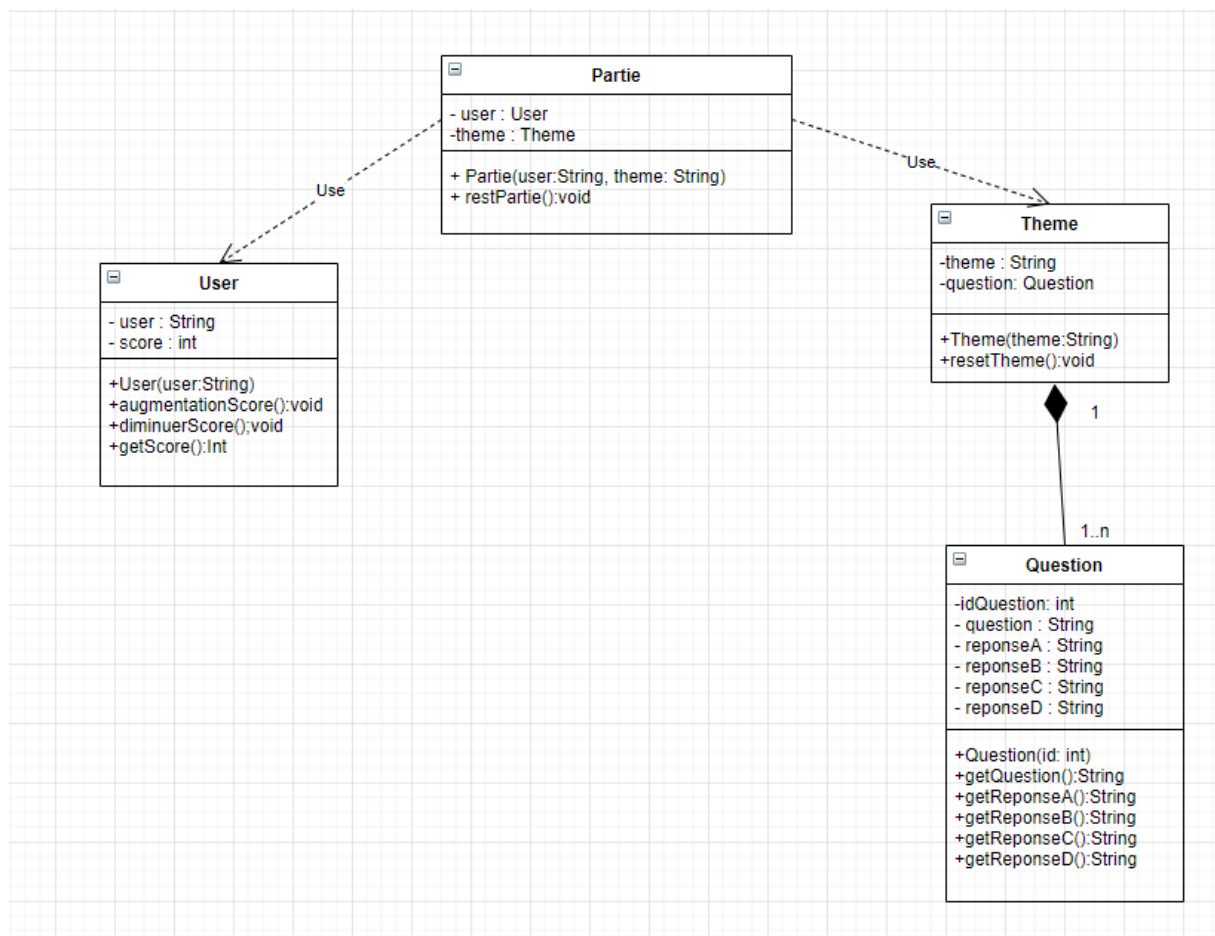 Partie
- user : User
-theme : Theme
+ Partie(user:String, theme: String)
+ restPartie():void
Use
Use
User
- user : String
- score : int
+User(user:String)
+augmentationScore():void
+diminuerScore();void
+getScore():Int
Theme
-theme : String
-question: Question
+Theme(theme:String)
+resetTheme():void
1
1..n
Question
-idQuestion: int
- question : String
- reponseA : String
- reponseB : String
- reponseC : String
- reponseD : String
+Question(id: int)
+getQuestion():String
+getReponseA():String
+getReponseB():String
+getReponseC():String
+getReponseD():String